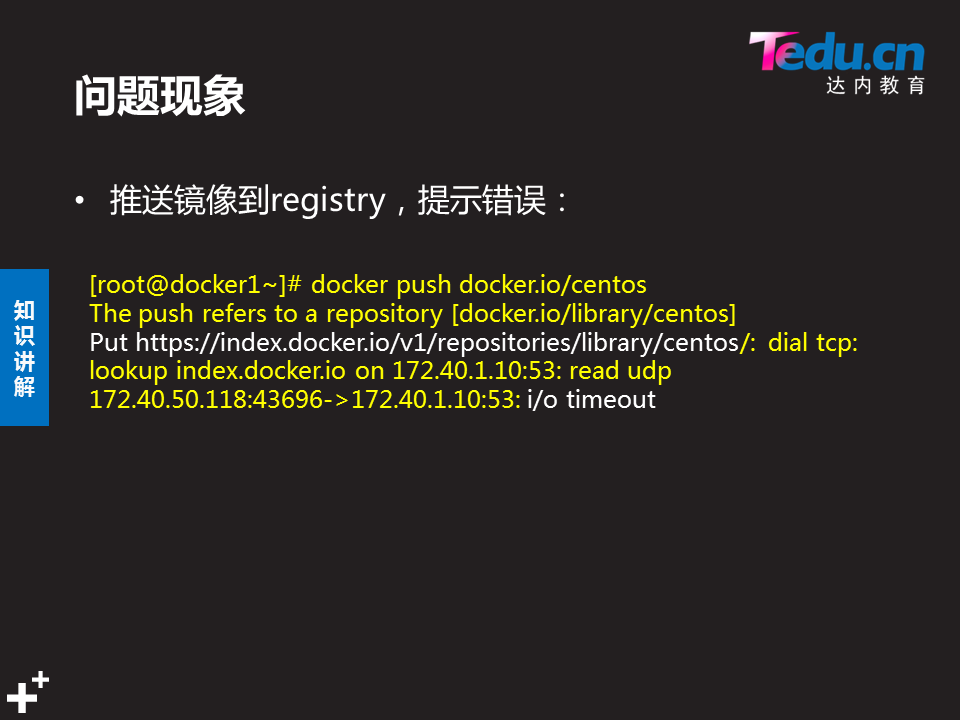 Tedu.cn
达内教育
问题现象
• 推送镜像到registry，提示错误：
知识讲解
[root@docker1~]# docker push docker.io/centos
The push refers to a repository [docker.io/library/centos]
Put https://index.docker.io/v1/repositories/library/centos/: dial tcp:
lookup index.docker.io on 172.40.1.10:53: read udp
172.40.50.118:43696->172.40.1.10:53: i/o timeout